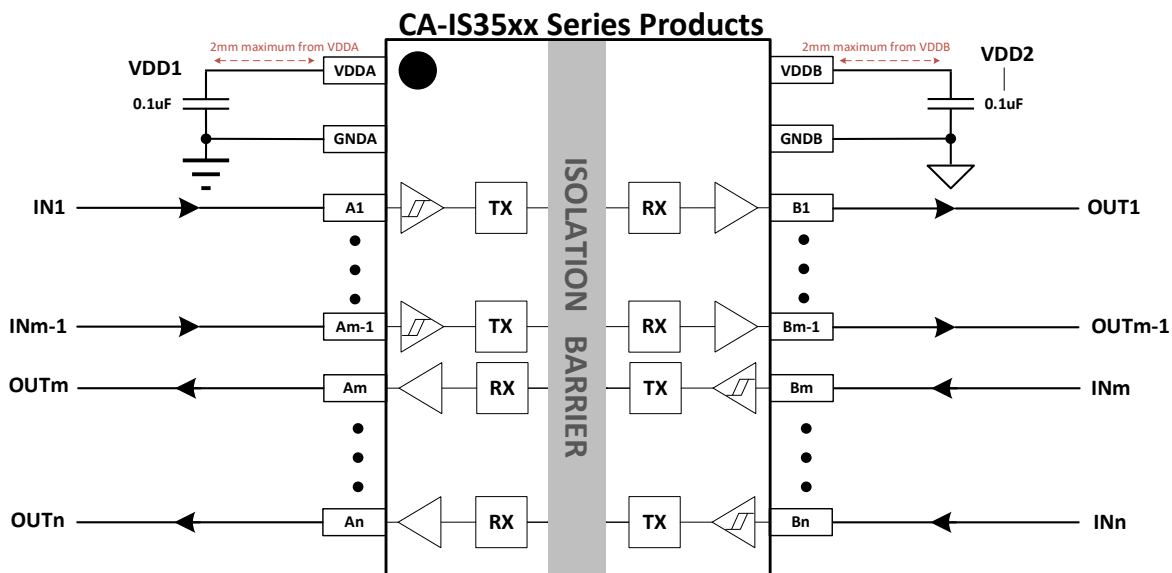 CA-IS35xx Series Products
2mm maximum from VDDA
2mm maximum from VDDB
VDD1
VDDA
VDDB
VDD2
0.1uF
0.1uF
GNDA
GNDB
ISOLATION BARRIER
IN1
A1
TX
RX
B1
OUT1
INm-1
Am-1
TX
RX
Bm-1
OUTm-1
OUTm
Am
RX
TX
Bm
INm
OUTn
An
RX
TX
Bn
INn